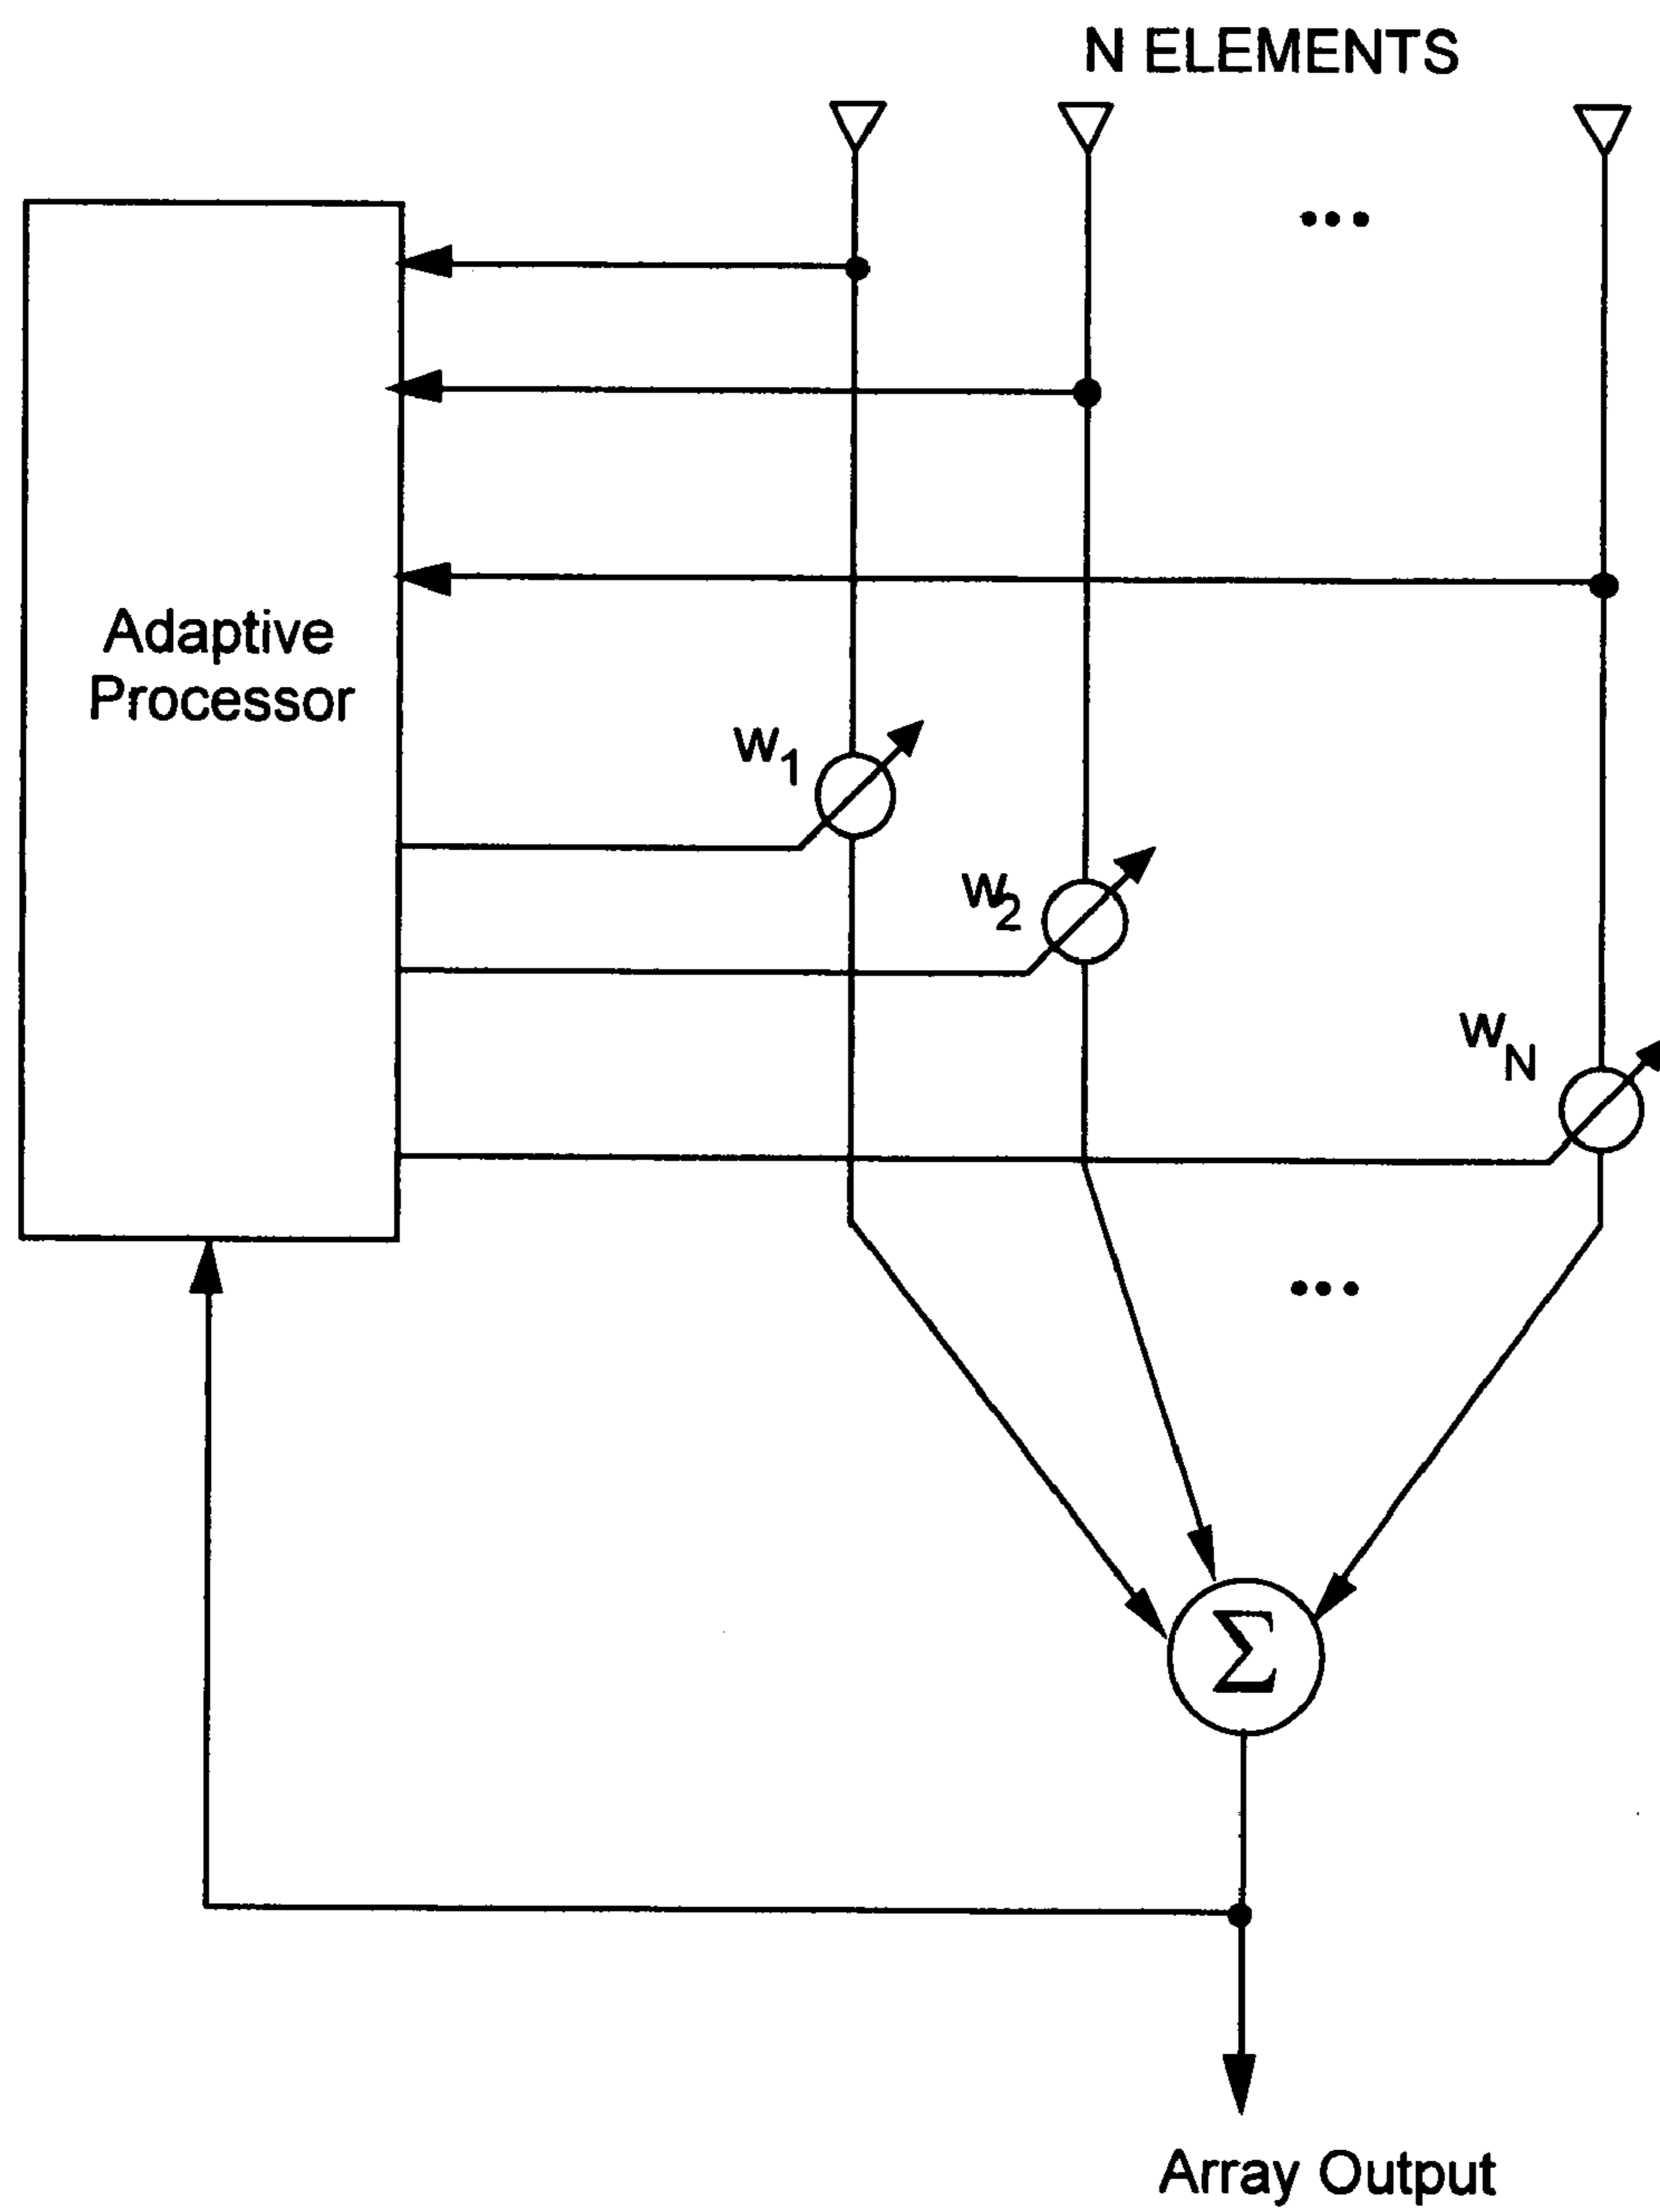 N ELEMENTS
...
Adaptive
Processor
w1
w2
wN
...
Σ
Array Output